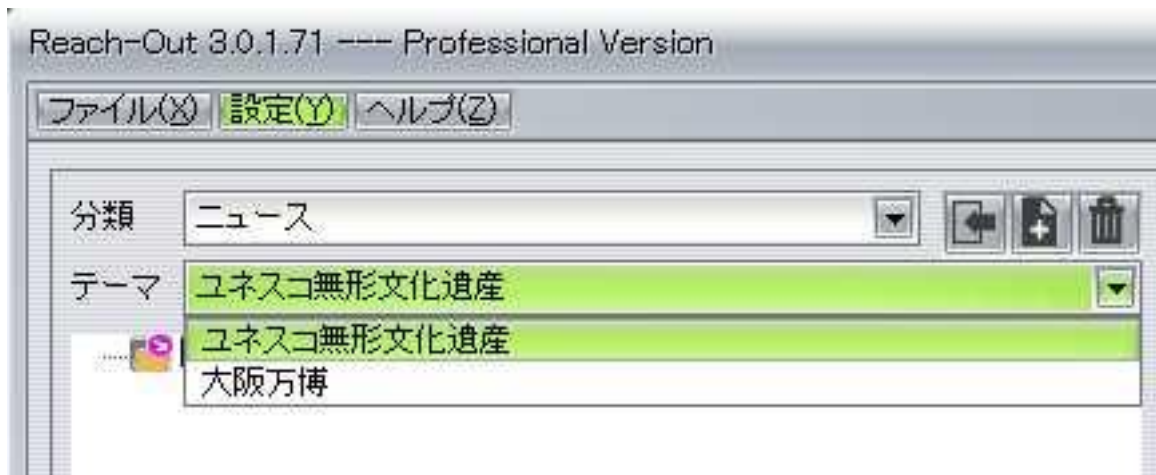 Reach-Out 3.0.1.71 --- Professional Version
ファイル(X) 設定(Y) ヘルプ(Z)
分類 ニュース
テーマ ユネスコ無形文化遺産
ユネスコ無形文化遺産
大阪万博